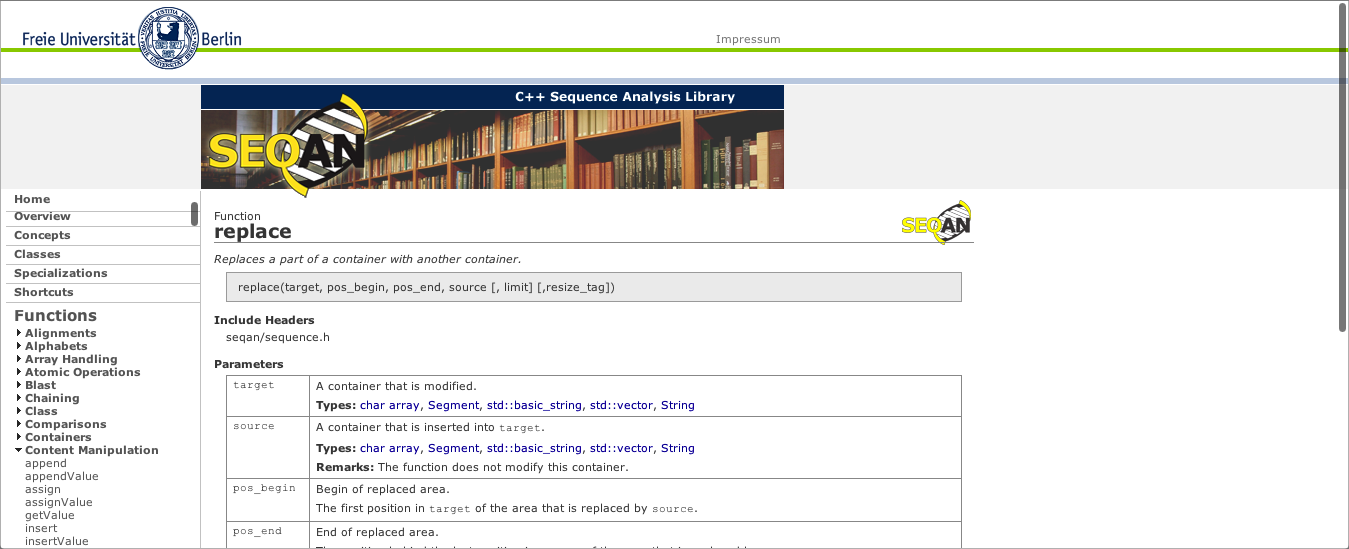 Freie Universität Berlin
Impressum
C++ Sequence Analysis Library
SEQAN
Home
Overview
Concepts
Classes
Specializations
Shortcuts
Functions
Alignments
Alphabets
Array Handling
Atomic Operations
Blast
Chaining
Class
Comparisons
Containers
Content Manipulation
append
appendValue
assign
assignValue
getValue
insert
insertValue
Function
replace
SEQAN
Replaces a part of a container with another container.
replace(target, pos_begin, pos_end, source [, limit] [,resize_tag])
Include Headers
seqan/sequence.h
Parameters
target A container that is modified.
Types: char array, Segment, std::basic_string, std::vector, String
source A container that is inserted into target.
Types: char array, Segment, std::basic_string, std::vector, String
Remarks: The function does not modify this container.
pos_begin Begin of replaced area.
The first position in target of the area that is replaced by source.
pos_end End of replaced area.